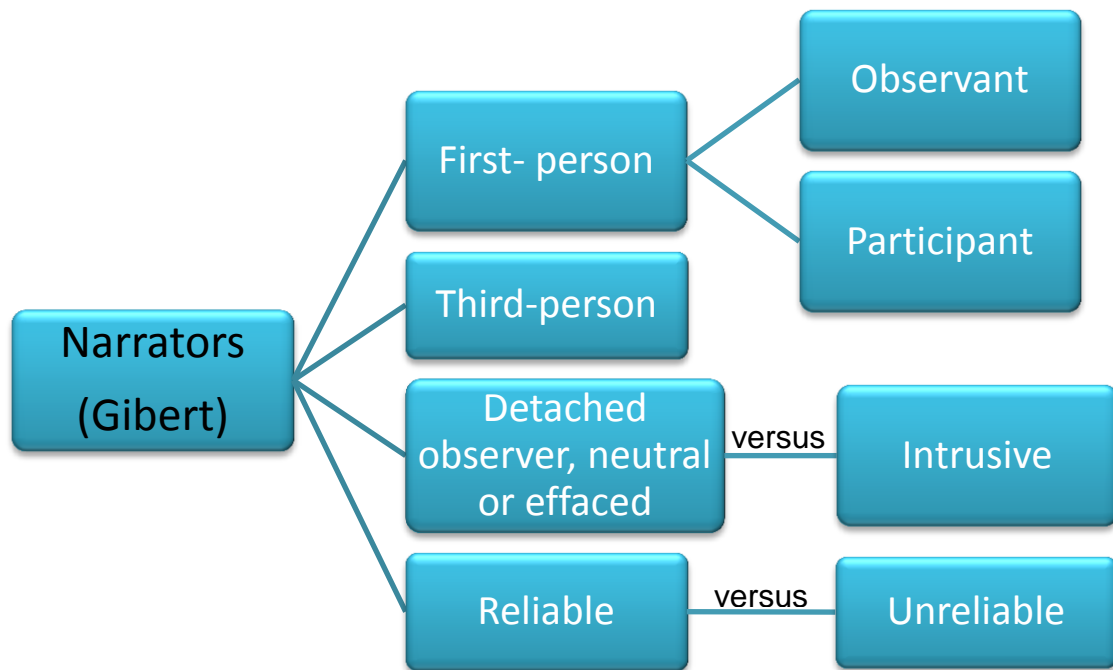 Narrators
(Gibert)
First- person
Observant
Participant
Third-person
Detached
observer, neutral
or effaced
versus
Intrusive
Reliable
versus
Unreliable